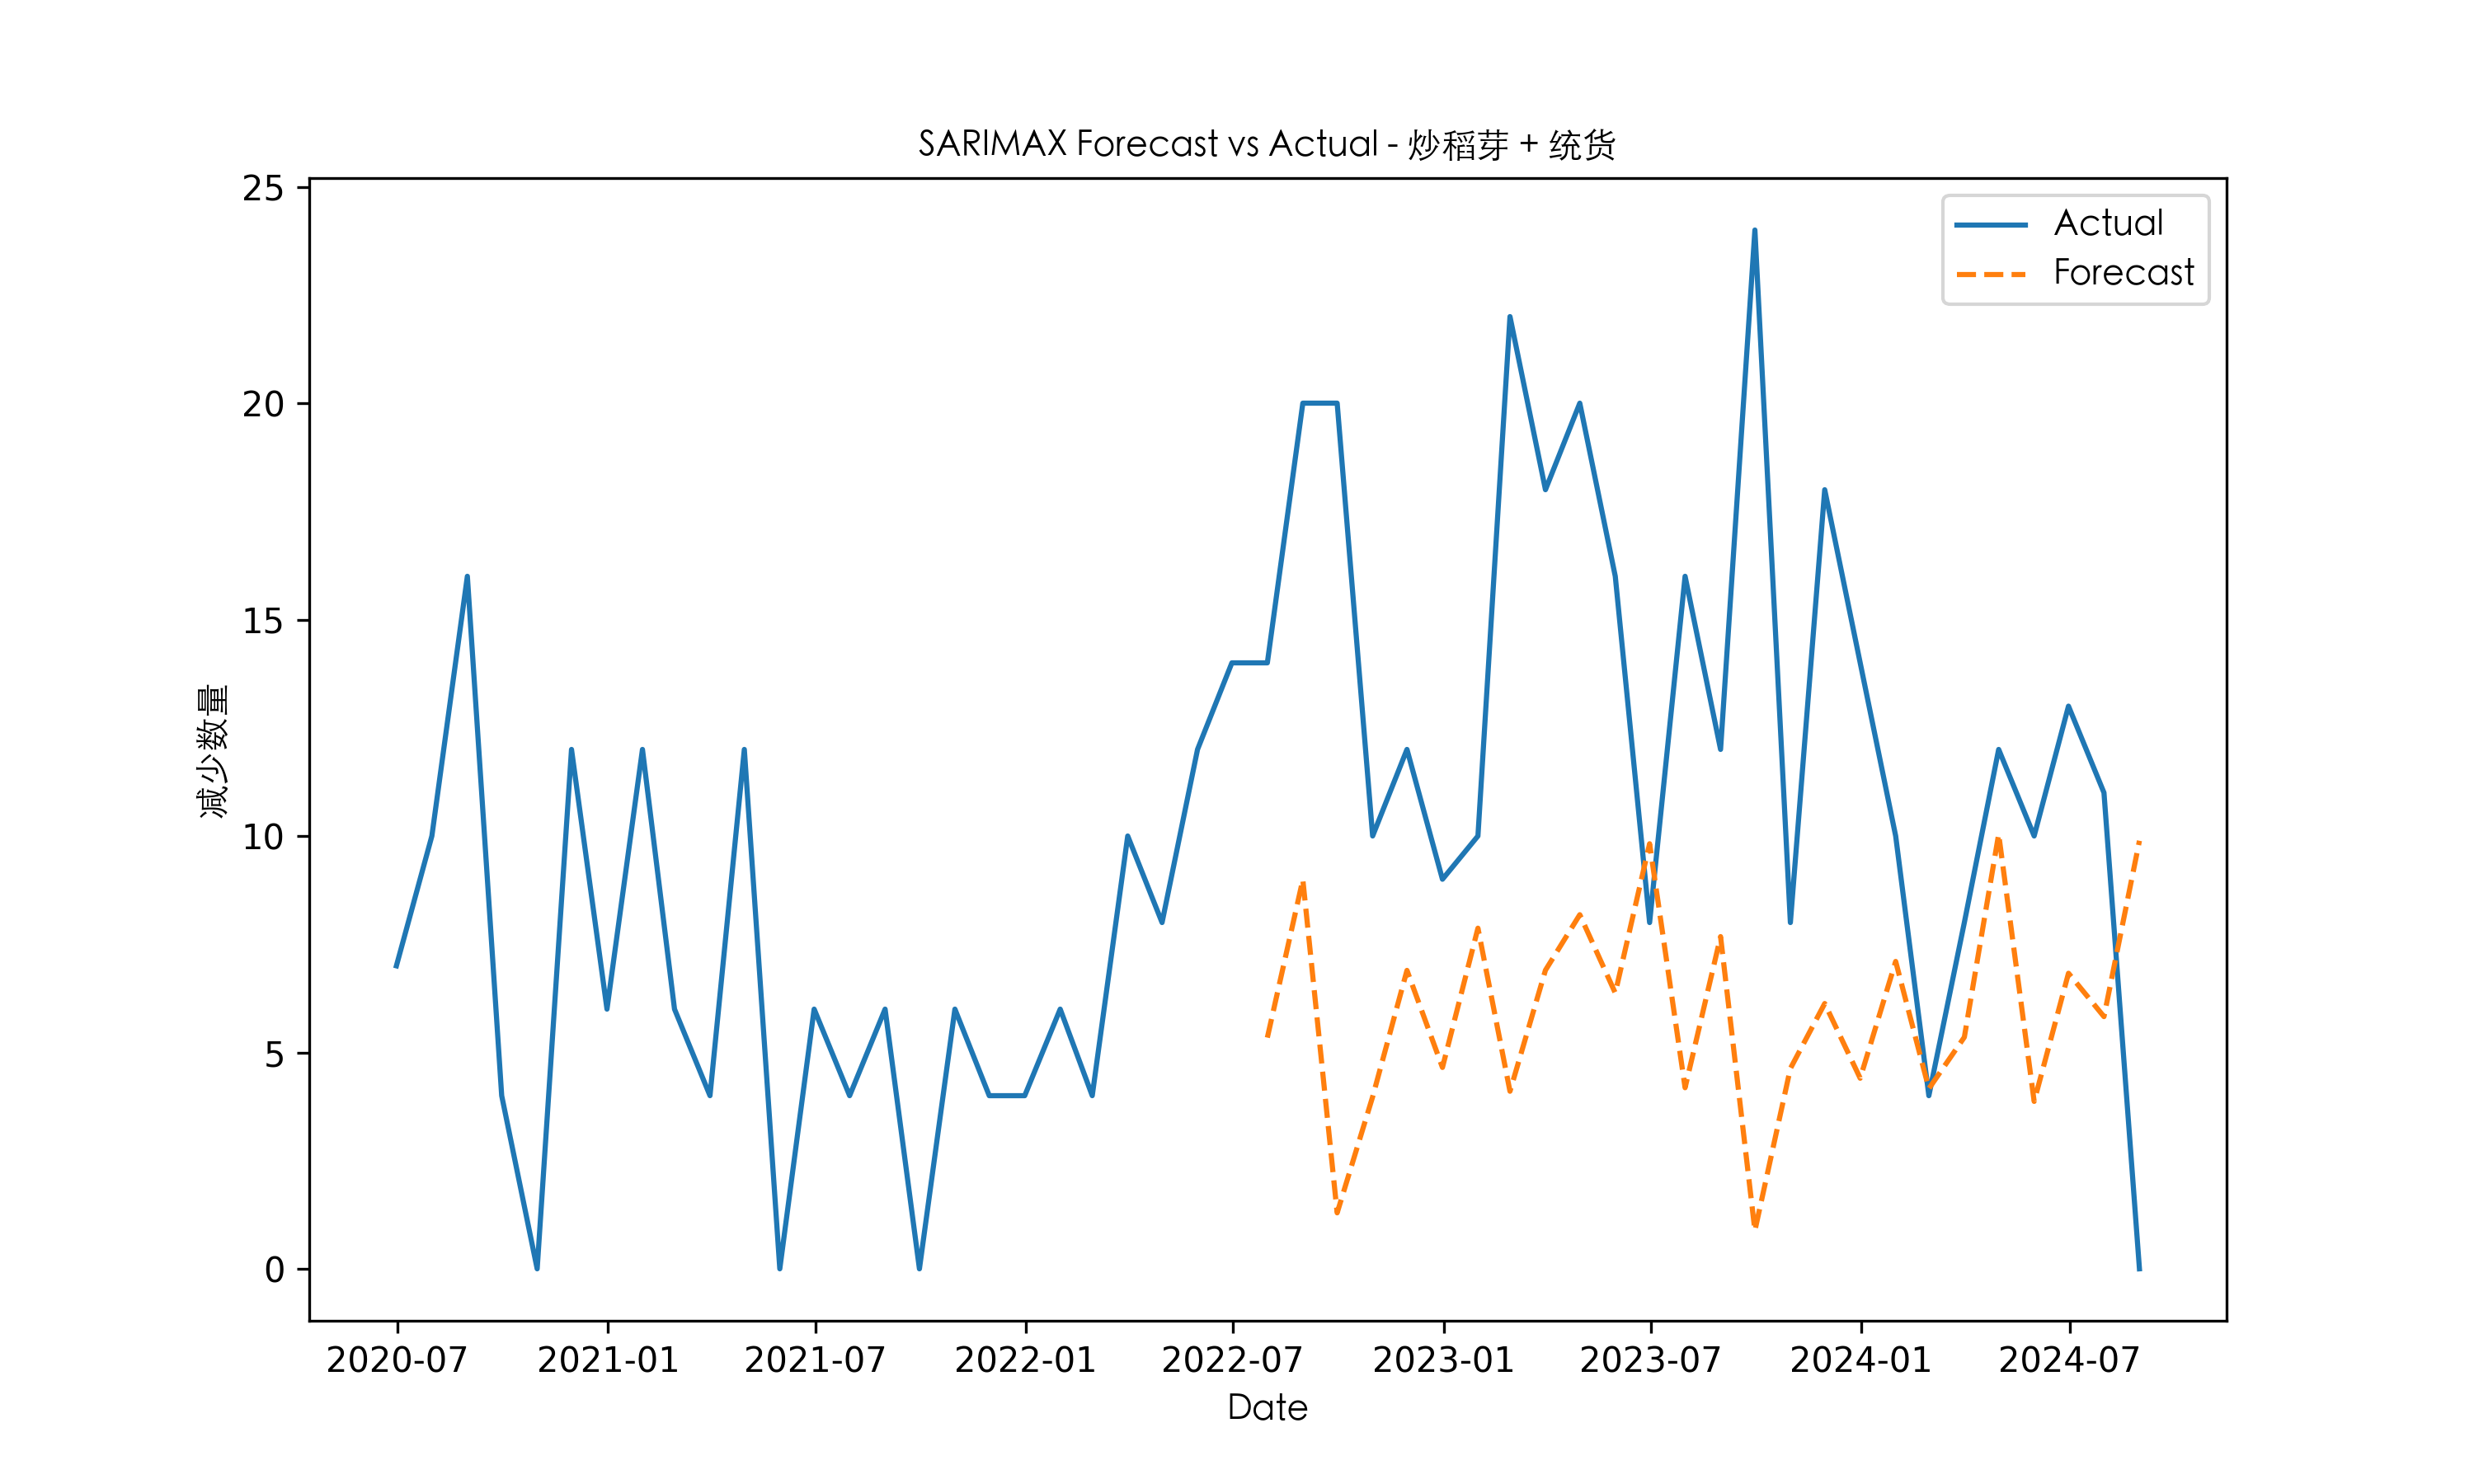 SARIMAX Forecast vs Actual - 炒稻芽 + 统货
Actual
Forecast
25
20
15
10
5
0
减少数量
2020-07 2021-01 2021-07 2022-01 2022-07 2023-01 2023-07 2024-01 2024-07
Date